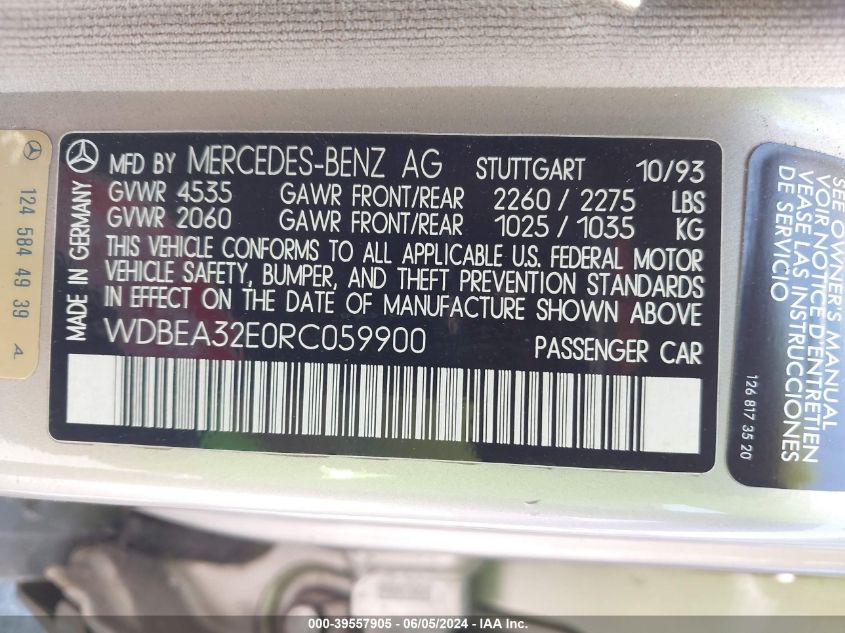 124 584 49 39 A
MADE IN GERMANY
MFD BY MERCEDES-BENZ AG STUTTGART 10/93
GVWR 4535 GAWR FRONT/REAR 2260 / 2275 LBS
GVWR 2060 GAWR FRONT/REAR 1025 / 1035 KG
THIS VEHICLE CONFORMS TO ALL APPLICABLE U.S. FEDERAL MOTOR
VEHICLE SAFETY, BUMPER, AND THEFT PREVENTION STANDARDS
IN EFFECT ON THE DATE OF MANUFACTURE SHOWN ABOVE
WDBEA32E0RC059900 PASSENGER CAR
SEE OWNER'S MANUAL
VOIR NOTICE D'ENTRETIEN
VEASE LAS INSTRUCCIONES
DE SERVICIO
126 817 35 20
000-39557905 - 06/05/2024 - IAA Inc.